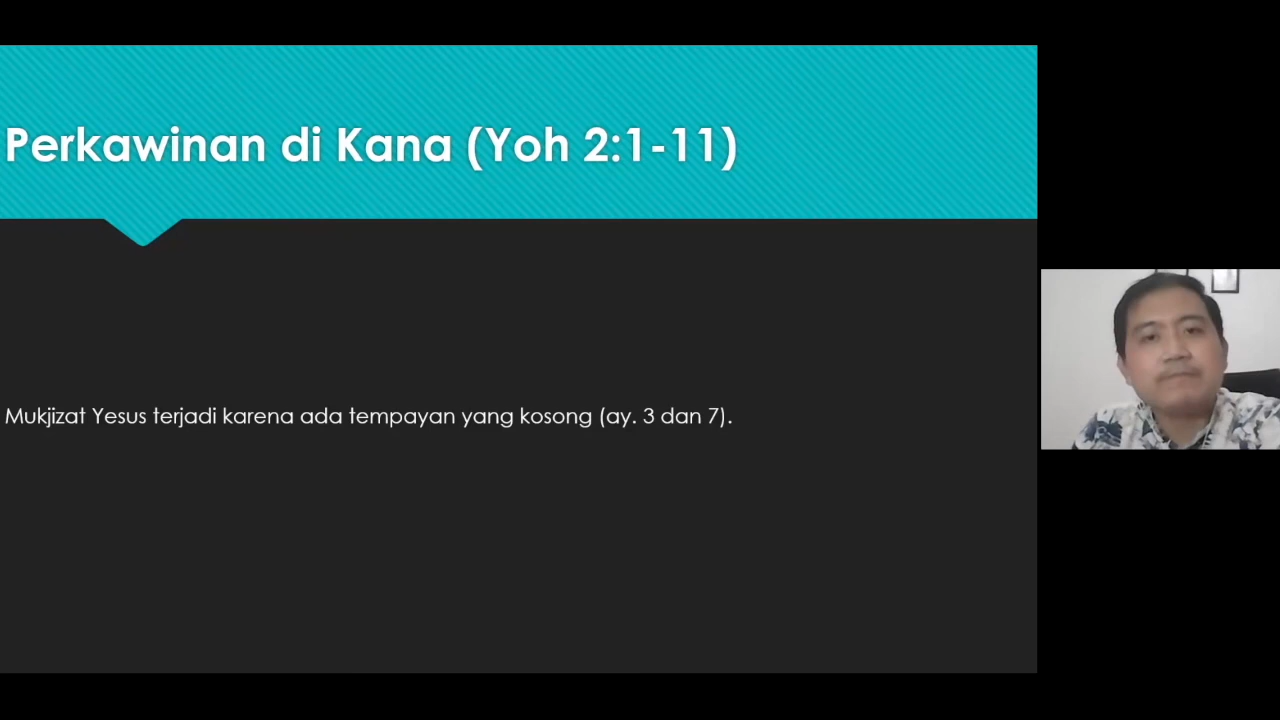 Perkawinan di Kana (Yoh 2:1-11)
Mukjizat Yesus terjadi karena ada tempayan yang kosong (ay. 3 dan 7).